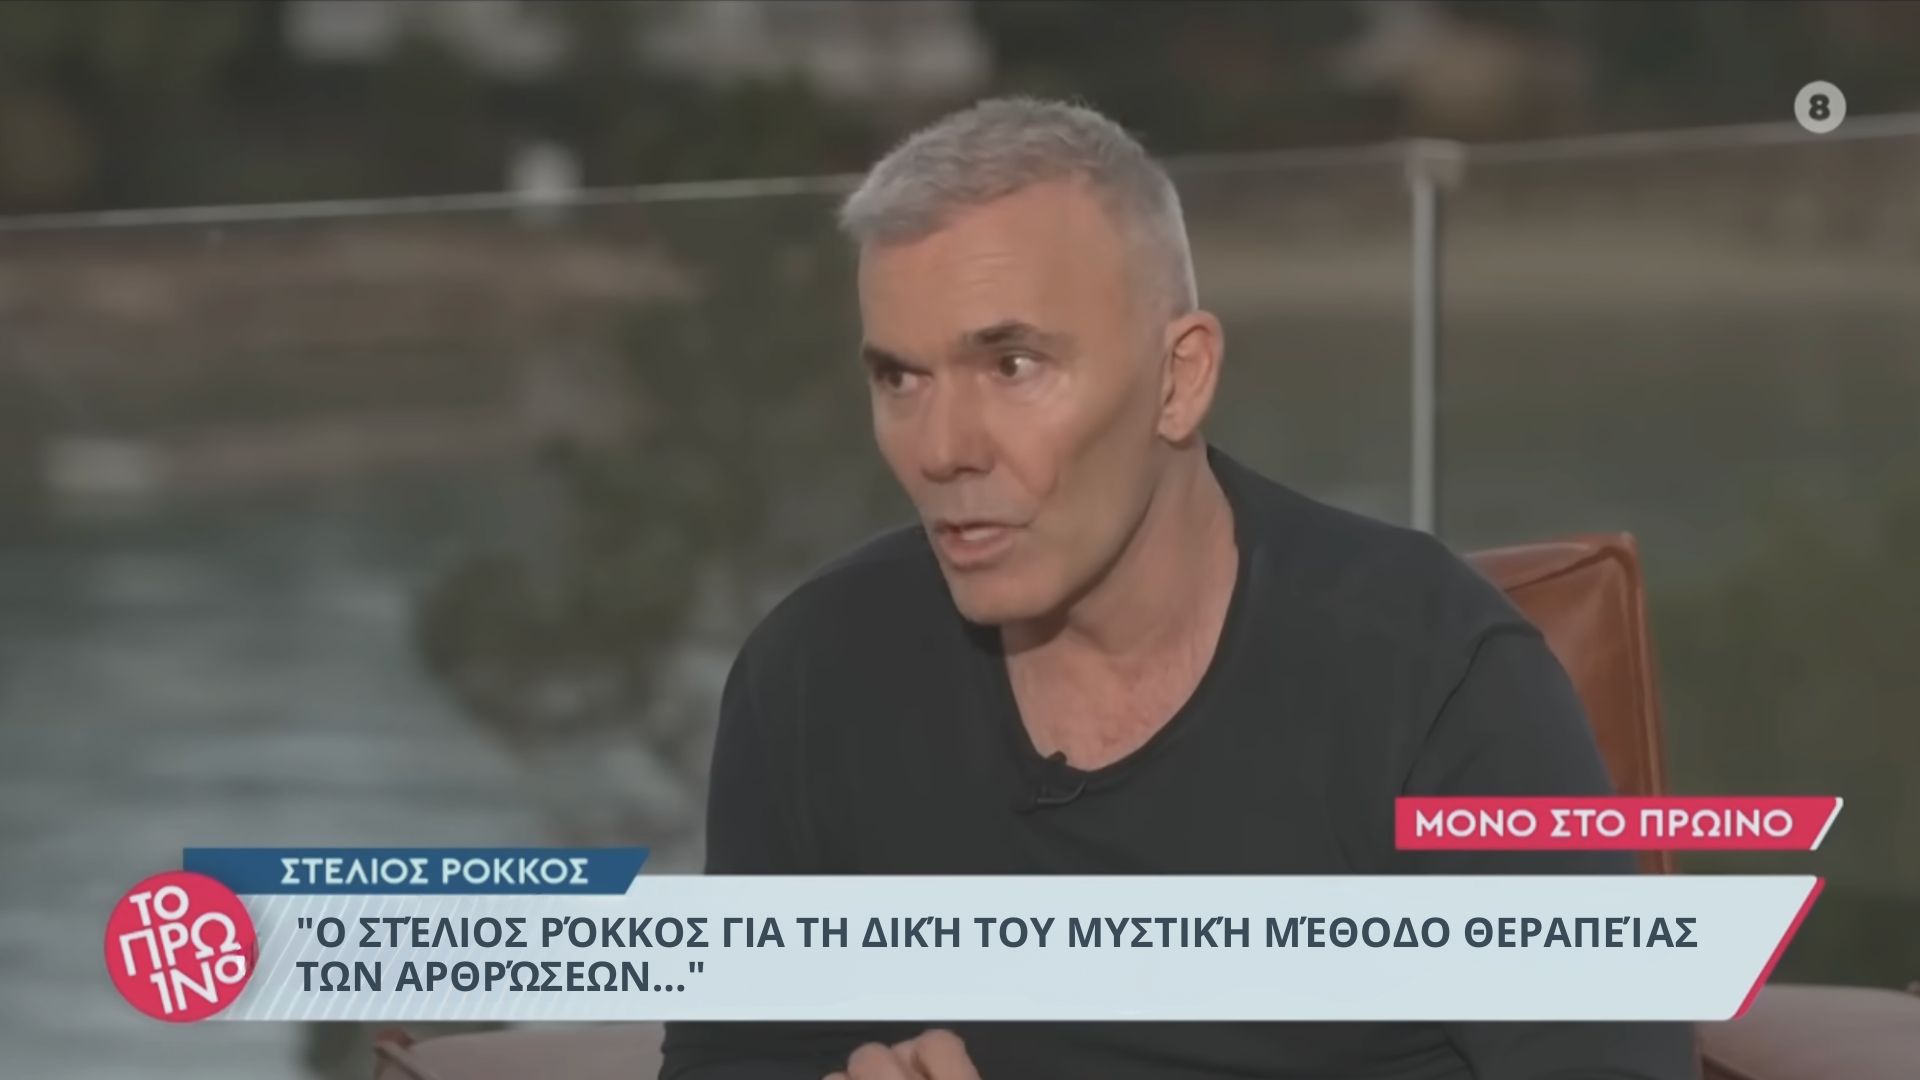 8
ΜΟΝΟ ΣΤΟ ΠΡΩΙΝΟ
ΣΤΕΛΙΟΣ ΡΟΚΚΟΣ
ΤΟ
ΠΡΩ
ΙΝΟ
"Ο ΣΤΈΛΙΟΣ ΡΌΚΚΟΣ ΓΙΑ ΤΗ ΔΙΚΉ ΤΟΥ ΜΥΣΤΙΚΉ ΜΈΘΟΔΟ ΘΕΡΑΠΕΊΑΣ
ΤΩΝ ΑΡΘΡΏΣΕΩΝ..."